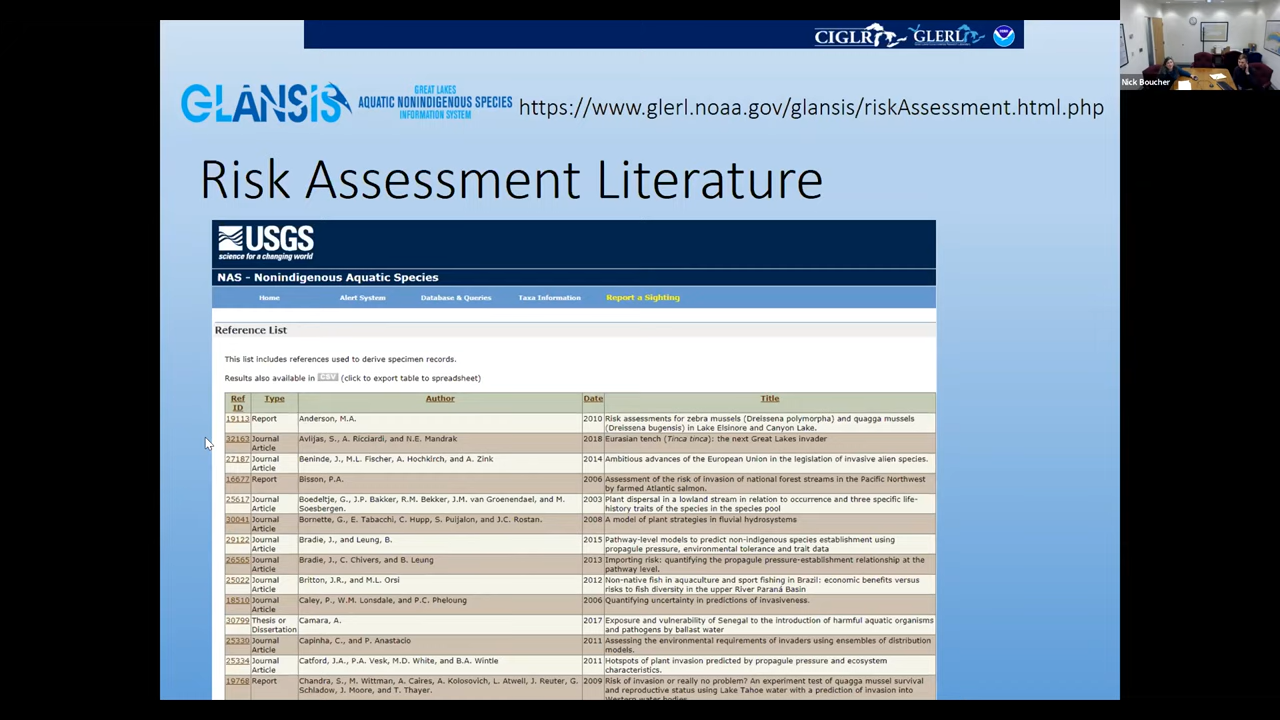 CIGLR GLERL
Nick Boucher
GLANSIS
GREAT LAKES
AQUATIC NONINDIGENOUS SPECIES
INFORMATION SYSTEM
https://www.glerl.noaa.gov/glansis/riskAssessment.html.php
Risk Assessment Literature
USGS
science for a changing world
NAS - Nonindigenous Aquatic Species
Home Alert System Database & Queries Taxa Information Report a Sighting
Reference List
This list includes references used to derive specimen records.
Results also available in CSV (click to export table to spreadsheet)
Ref ID Type Author Date Title
19113 Report Anderson, M.A. 2010 Risk assessments for zebra mussels (Dreissena polymorpha) and quagga mussels
(Dreissena bugensis) in Lake Elsinore and Canyon Lake.
32163 Journal Article Avlijas, S., A. Ricciardi, and N.E. Mandrak 2018 Eurasian tench (Tinca tinca): the next Great Lakes invader
27187 Journal Article Beninde, J., M.L. Fischer, A. Hochkirch, and A. Zink 2014 Ambitious advances of the European Union in the legislation of invasive alien species.
16677 Report Bisson, P.A. 2006 Assessment of the risk of invasion of national forest streams in the Pacific Northwest
by farmed Atlantic salmon.
25617 Journal Article Boedeltje, G., J.P. Bakker, R.M. Bekker, J.M. van Groenendael, and M. Soesbergen. 2003 Plant dispersal in a lowland stream in relation to occurrence and three specific life-
history traits of the species in the species pool
30041 Journal Article Bornette, G., E. Tabacchi, C. Hupp, S. Puijalon, and J.C. Rostan. 2008 A model of plant strategies in fluvial hydrosystems
29122 Journal Article Bradie, J., and Leung, B. 2015 Pathway-level models to predict non-indigenous species establishment using
propagule pressure, environmental tolerance and trait data
26565 Journal Article Bradie, J., C. Chivers, and B. Leung 2013 Importing risk: quantifying the propagule pressure-establishment relationship at the
pathway level.
25022 Journal Article Britton, J.R., and M.L. Orsi 2012 Non-native fish in aquaculture and sport fishing in Brazil: economic benefits versus
risks to fish diversity in the upper River Paraná Basin
18510 Journal Article Caley, P., W.M. Lonsdale, and P.C. Pheloung 2006 Quantifying uncertainty in predictions of invasiveness.
30799 Thesis or Dissertation Camara, A. 2017 Exposure and vulnerability of Senegal to the introduction of harmful aquatic organisms
and pathogens by ballast water
25330 Journal Article Capinha, C., and P. Anastacio 2011 Assessing the environmental requirements of invaders using ensembles of distribution
models.
25334 Journal Article Catford, J.A., P.A. Vesk, M.D. White, and B.A. Wintle 2011 Hotspots of plant invasion predicted by propagule pressure and ecosystem
characteristics.
19768 Report Chandra, S., M. Wittman, A. Caires, A. Kolosovich, L. Atwell, J. Reuter, G. Schladow, J. Moore, and T. Thayer. 2009 Risk of invasion or really no problem? An experiment test of quagga mussel survival
and reproductive status using Lake Tahoe water with a prediction of invasion into
Western water bodies.